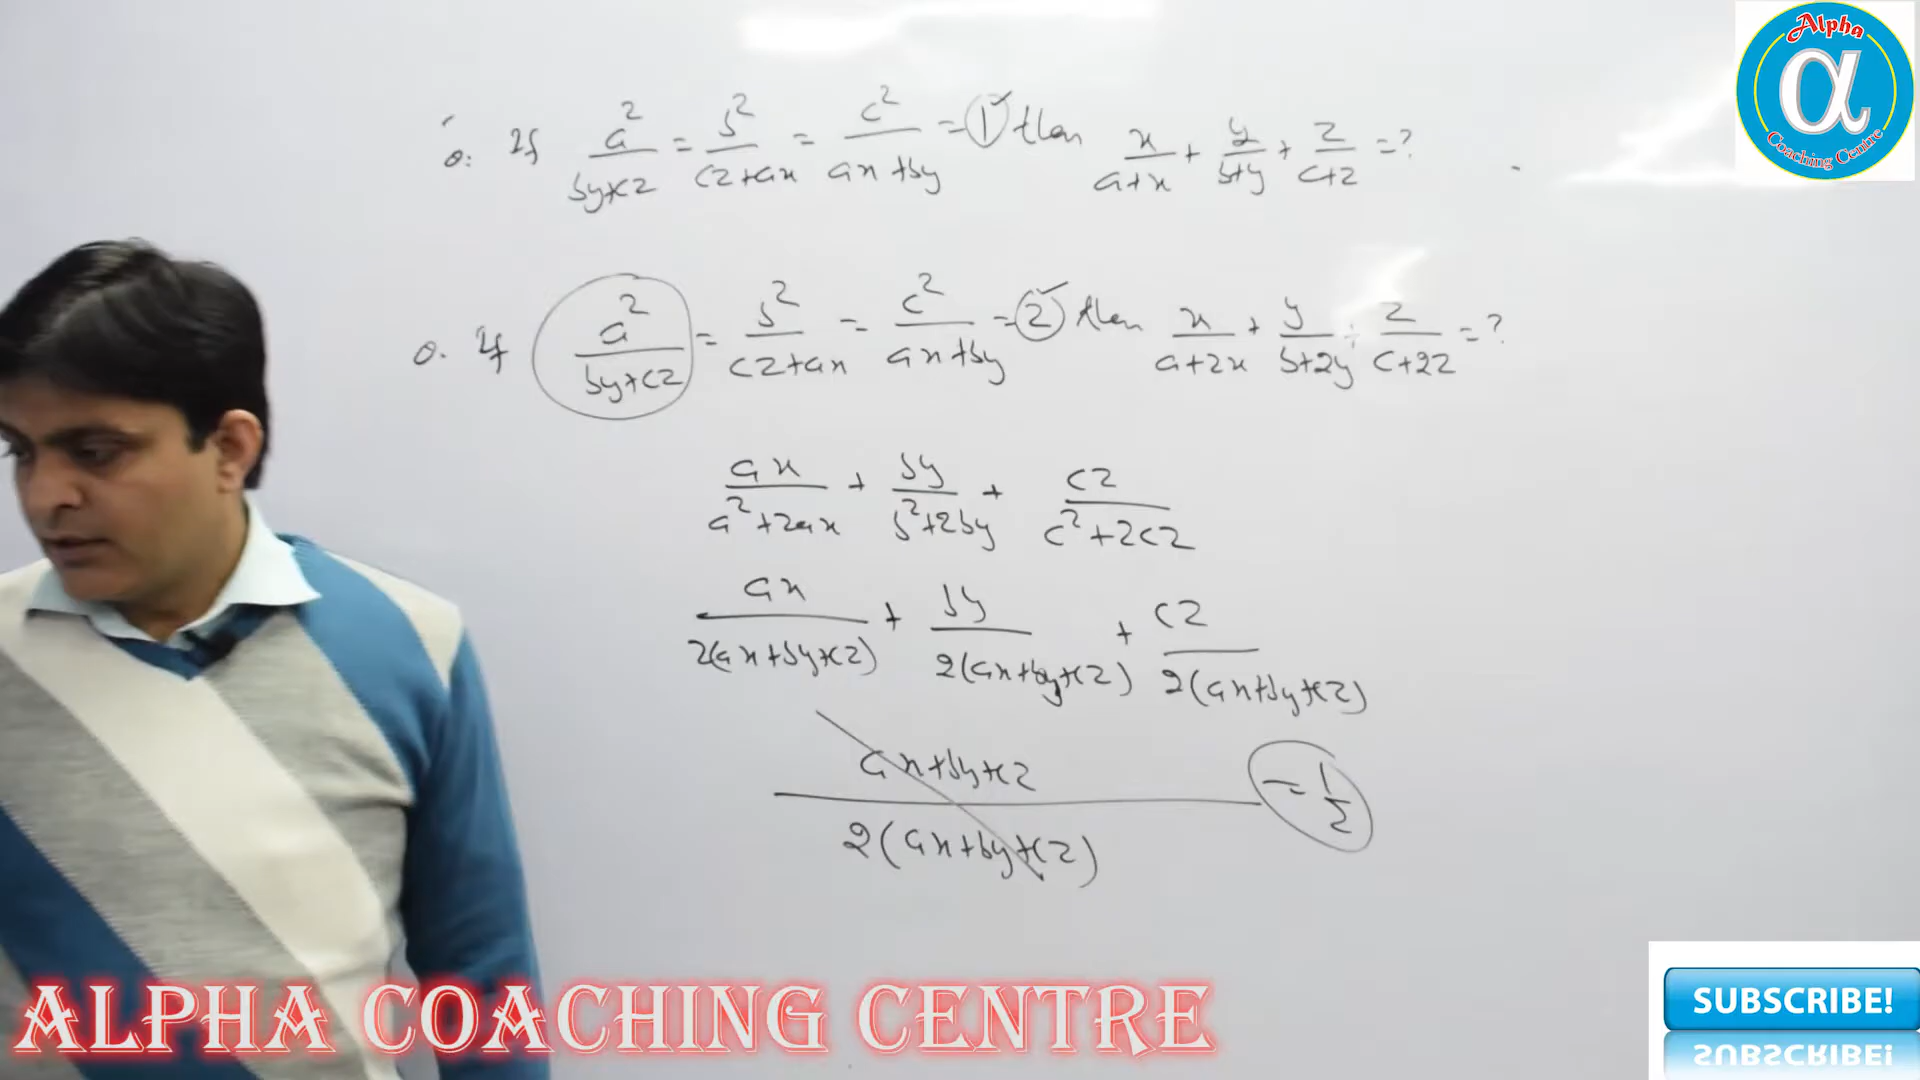 Alpha
α
Coaching Centre
Q. If a²/(by+cz) = b²/(cz+ax) = c²/(ax+by) = 1 then x/(a+x) + y/(b+y) + z/(c+z) = ?
Q. If a²/(by+cz) = b²/(cz+ax) = c²/(ax+by) = 2 then x/(a+2x) + y/(b+2y) + z/(c+2z) = ?
ax/(a²+2ax) + by/(b²+2by) + cz/(c²+2cz)
ax/2(ax+by+cz) + by/2(ax+by+cz) + cz/2(ax+by+cz)
ax+by+cz/2(ax+by+cz) = 1/2
ALPHA COACHING CENTRE
SUBSCRIBE!